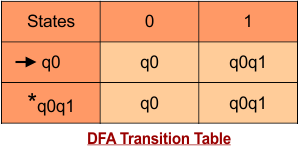 States 0 1
→ q0 q0 q0q1
*q0q1 q0 q0q1
DFA Transition Table